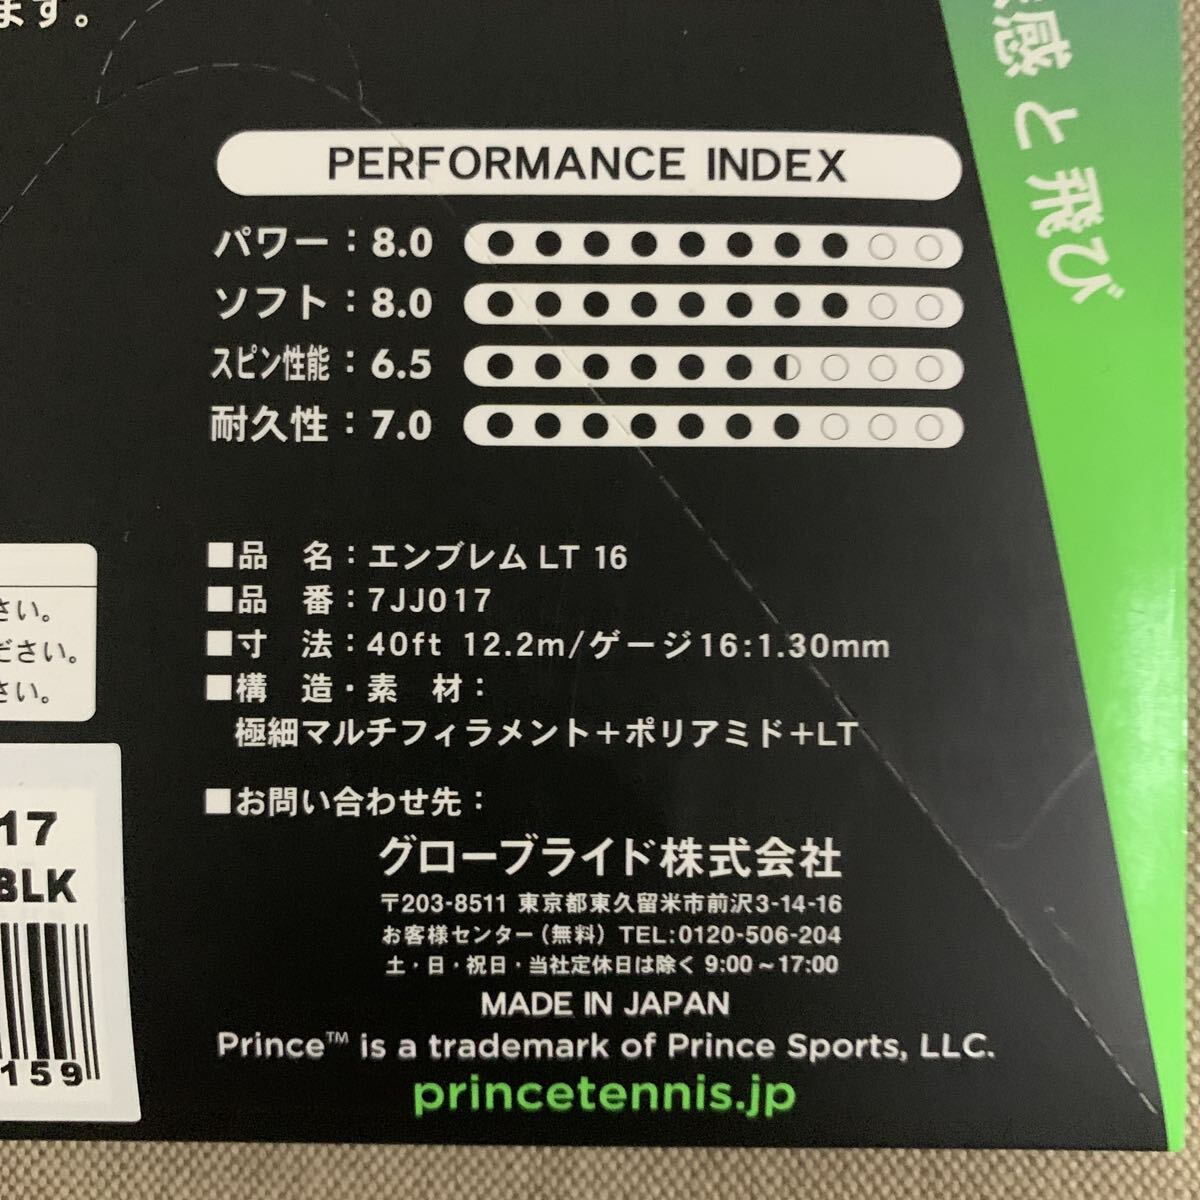 ます。
感と飛び
PERFORMANCE INDEX
パワー：8.0
ソフト：8.0
スピン性能：6.5
耐久性：7.0
■品　名：エンブレム LT 16
■品　番：7JJ017
■寸　法：40ft 12.2m/ゲージ16:1.30mm
■構　造・素　材：
極細マルチフィラメント＋ポリアミド＋LT
さい。
ださい。
さい。
17
BLK
159
■お問い合わせ先：
グローブライド株式会社
〒203-8511 東京都東久留米市前沢3-14-16
お客様センター（無料）TEL:0120-506-204
土・日・祝日・当社定休日は除く 9:00～17:00
MADE IN JAPAN
Prince™ is a trademark of Prince Sports, LLC.
princetennis.jp